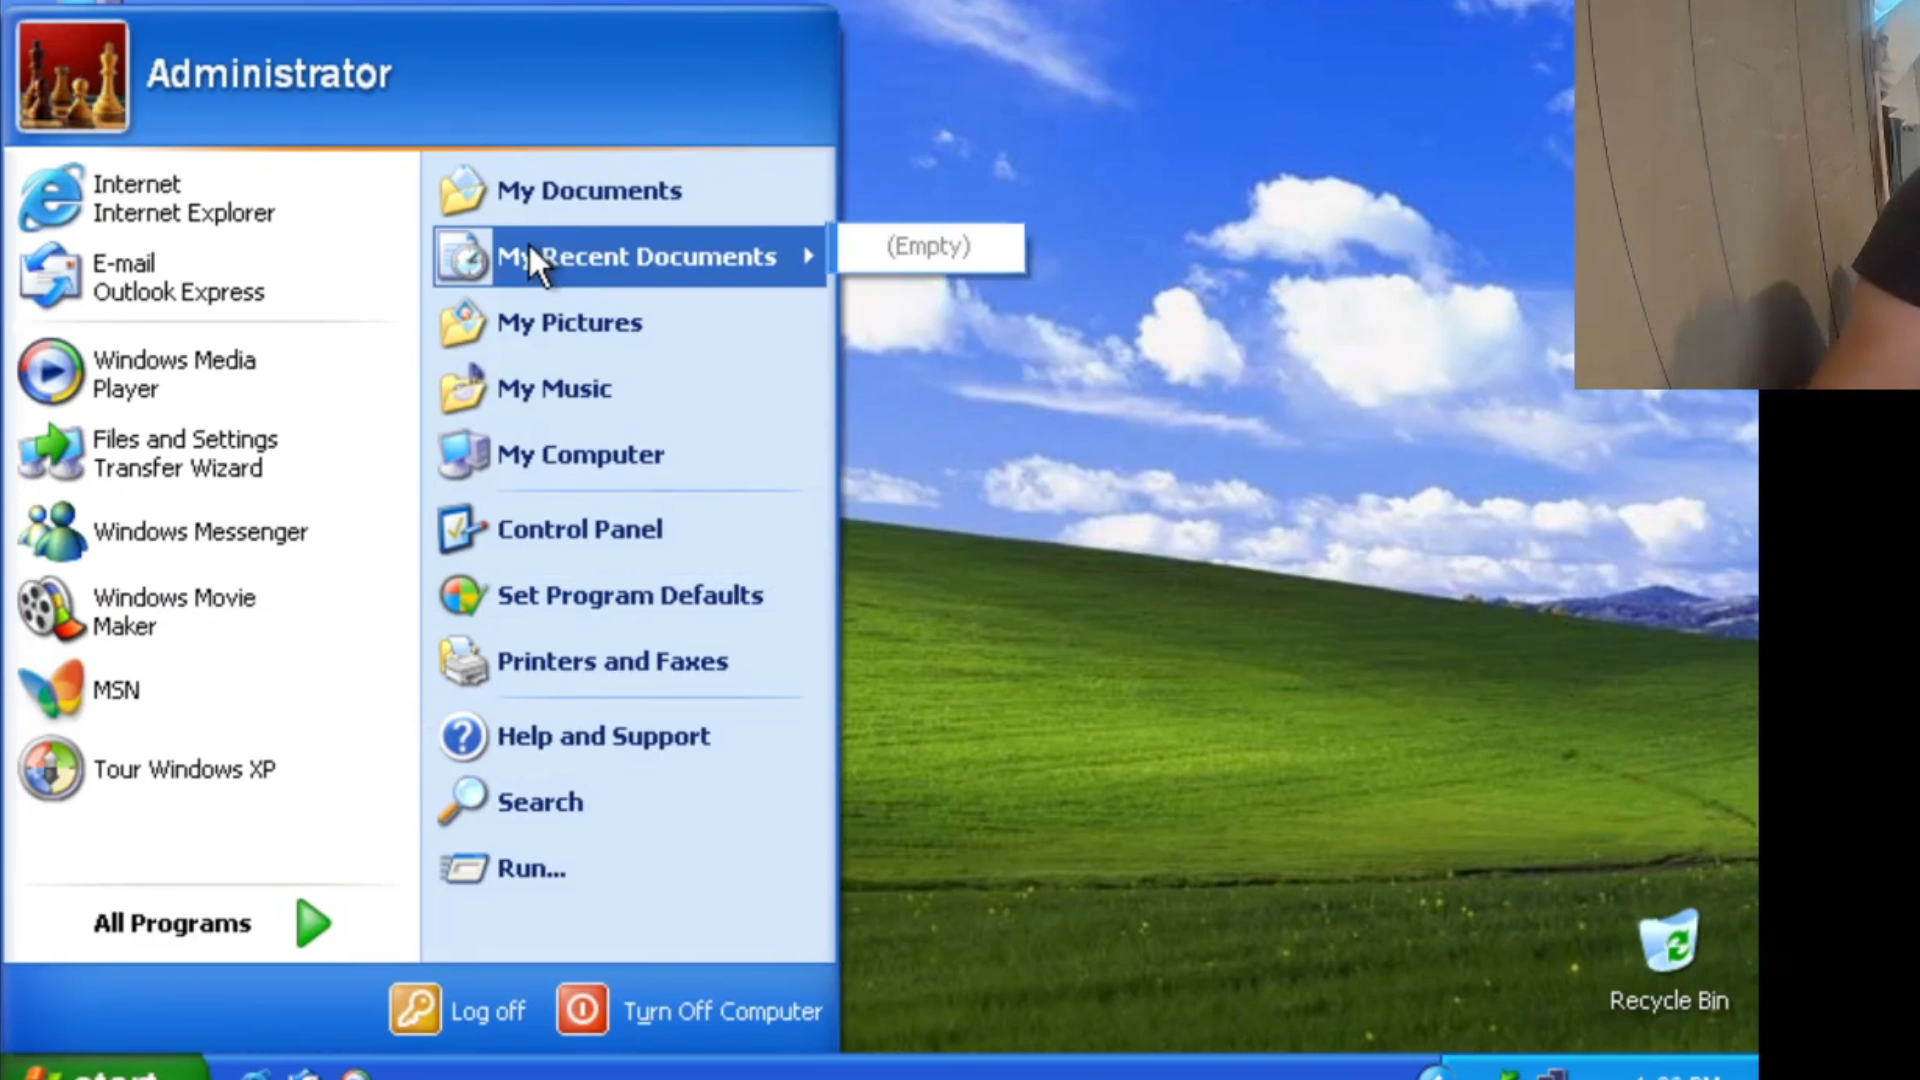 Administrator
Internet
Internet Explorer
E-mail
Outlook Express
Windows Media
Player
Files and Settings
Transfer Wizard
Windows Messenger
Windows Movie
Maker
MSN
Tour Windows XP
All Programs
My Documents
My Recent Documents
(Empty)
My Pictures
My Music
My Computer
Control Panel
Set Program Defaults
Printers and Faxes
Help and Support
Search
Run...
Recycle Bin
Log off
Turn Off Computer
start